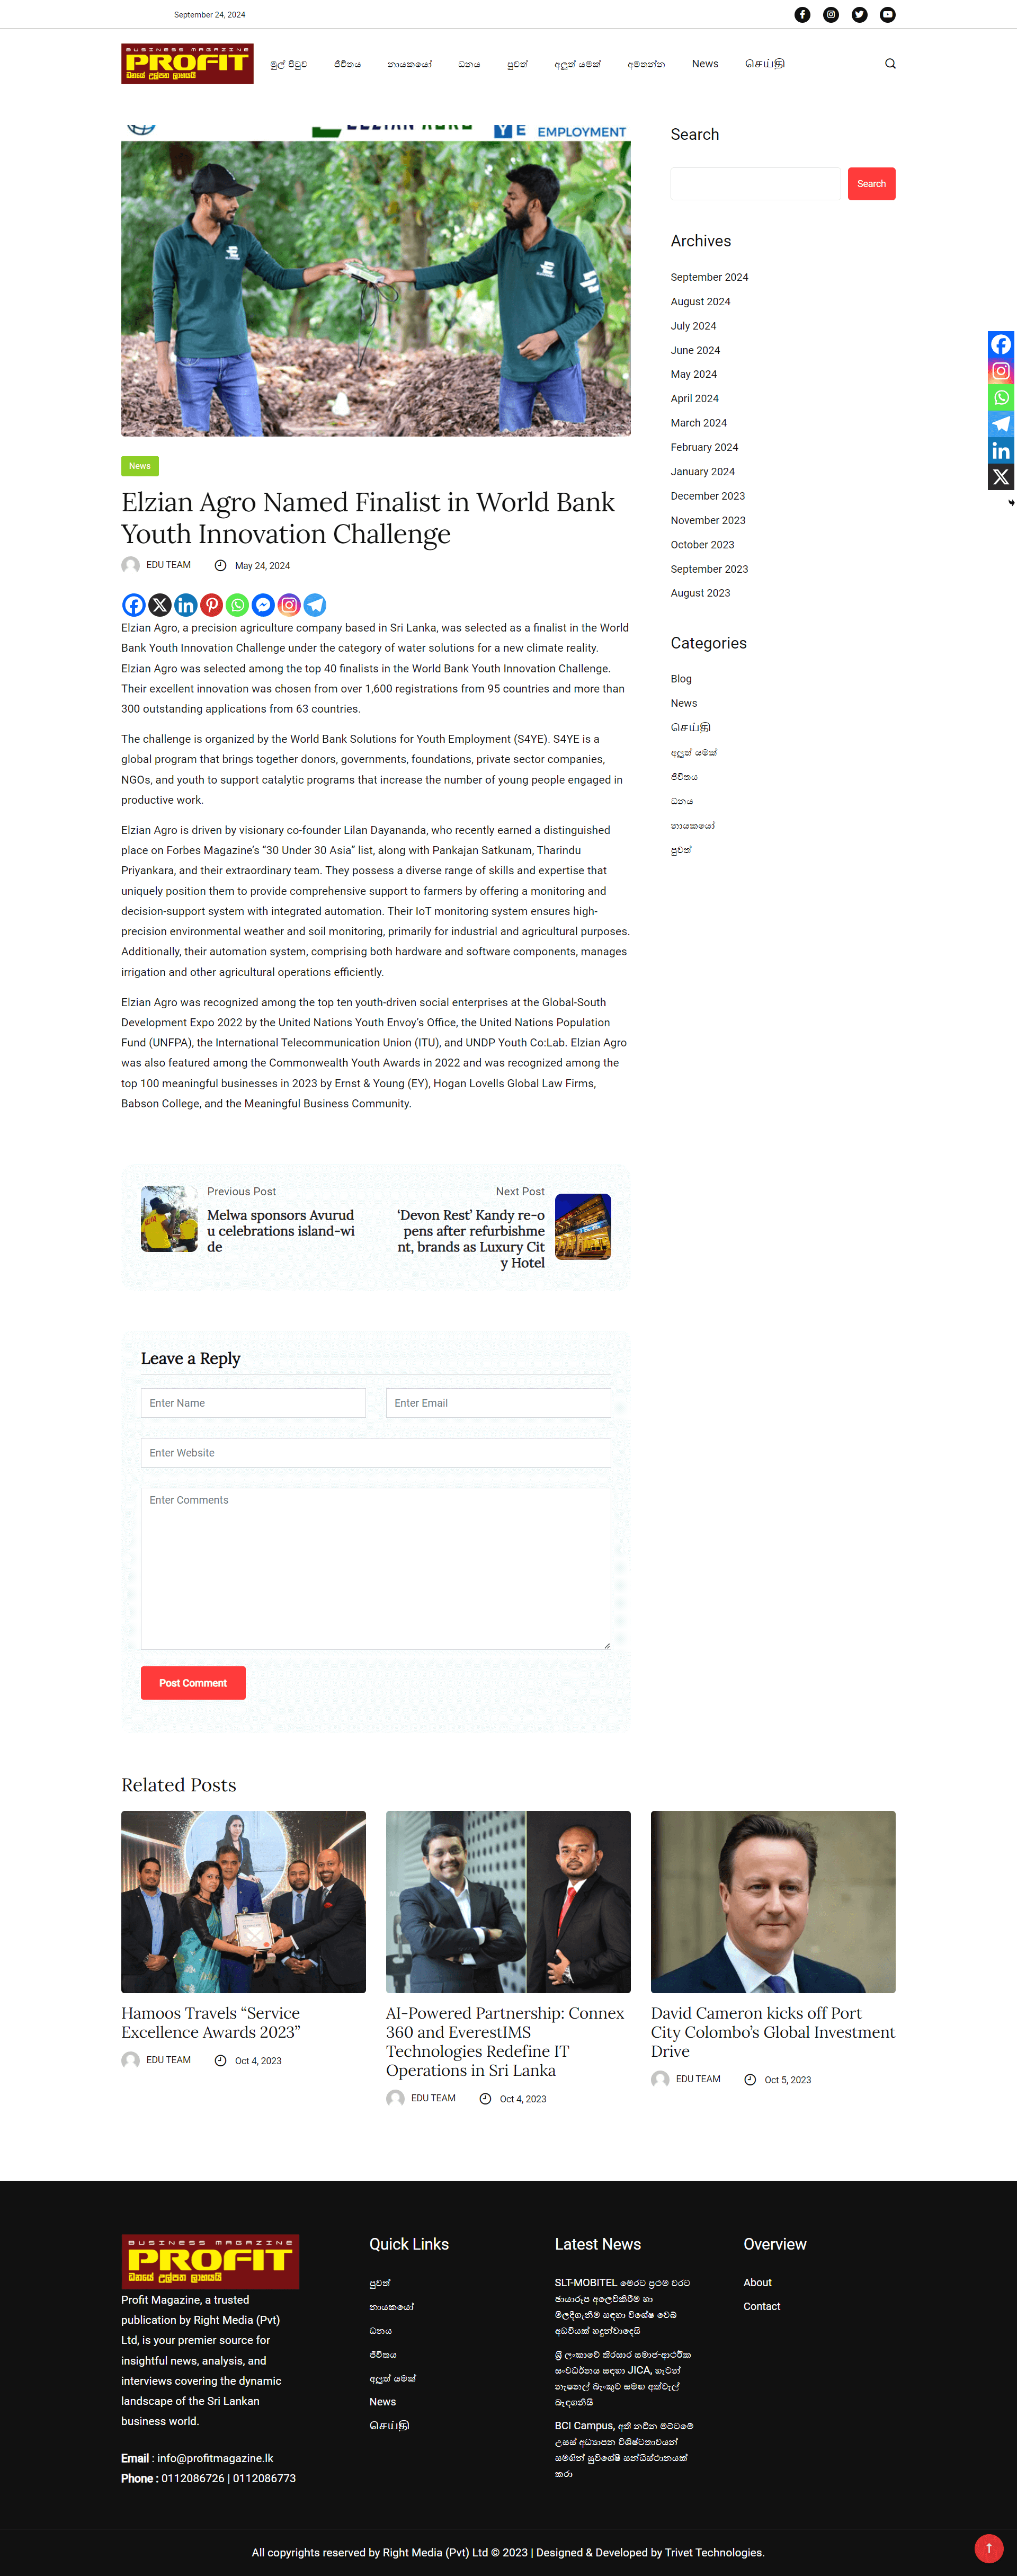 September 24, 2024
BUSINESS MAGAZINE
PROFIT
ධනයේ උල්පත ලාභයයි
මුල් පිටුව
ජීවිතය
නායකයෝ
ධනය
පුවත්
අලුත් යමක්
අමතන්න
News
செய்தி
EMPLOYMENT
News
Elzian Agro Named Finalist in World Bank
Youth Innovation Challenge
EDU TEAM
May 24, 2024
Elzian Agro, a precision agriculture company based in Sri Lanka, was selected as a finalist in the World
Bank Youth Innovation Challenge under the category of water solutions for a new climate reality.
Elzian Agro was selected among the top 40 finalists in the World Bank Youth Innovation Challenge.
Their excellent innovation was chosen from over 1,600 registrations from 95 countries and more than
300 outstanding applications from 63 countries.
The challenge is organized by the World Bank Solutions for Youth Employment (S4YE). S4YE is a
global program that brings together donors, governments, foundations, private sector companies,
NGOs, and youth to support catalytic programs that increase the number of young people engaged in
productive work.
Elzian Agro is driven by visionary co-founder Lilan Dayananda, who recently earned a distinguished
place on Forbes Magazine’s “30 Under 30 Asia” list, along with Pankajan Satkunam, Tharindu
Priyankara, and their extraordinary team. They possess a diverse range of skills and expertise that
uniquely position them to provide comprehensive support to farmers by offering a monitoring and
decision-support system with integrated automation. Their IoT monitoring system ensures high-
precision environmental weather and soil monitoring, primarily for industrial and agricultural purposes.
Additionally, their automation system, comprising both hardware and software components, manages
irrigation and other agricultural operations efficiently.
Elzian Agro was recognized among the top ten youth-driven social enterprises at the Global-South
Development Expo 2022 by the United Nations Youth Envoy’s Office, the United Nations Population
Fund (UNFPA), the International Telecommunication Union (ITU), and UNDP Youth Co:Lab. Elzian Agro
was also featured among the Commonwealth Youth Awards in 2022 and was recognized among the
top 100 meaningful businesses in 2023 by Ernst & Young (EY), Hogan Lovells Global Law Firms,
Babson College, and the Meaningful Business Community.
Previous Post
Melwa sponsors Avurud
u celebrations island-wi
de
Next Post
‘Devon Rest’ Kandy re-o
pens after refurbishme
nt, brands as Luxury Cit
y Hotel
Leave a Reply
Enter Name
Enter Email
Enter Website
Enter Comments
Post Comment
Search
Search
Archives
September 2024
August 2024
July 2024
June 2024
May 2024
April 2024
March 2024
February 2024
January 2024
December 2023
November 2023
October 2023
September 2023
August 2023
Categories
Blog
News
செய்தி
අලුත් යමක්
ජීවිතය
ධනය
නායකයෝ
පුවත්
Related Posts
Hamoos Travels “Service
Excellence Awards 2023”
EDU TEAM
Oct 4, 2023
AI-Powered Partnership: Connex
360 and EverestIMS
Technologies Redefine IT
Operations in Sri Lanka
EDU TEAM
Oct 4, 2023
David Cameron kicks off Port
City Colombo’s Global Investment
Drive
EDU TEAM
Oct 5, 2023
BUSINESS MAGAZINE
PROFIT
ධනයේ උල්පත ලාභයයි
Profit Magazine, a trusted
publication by Right Media (Pvt)
Ltd, is your premier source for
insightful news, analysis, and
interviews covering the dynamic
landscape of the Sri Lankan
business world.
Email : info@profitmagazine.lk
Phone : 0112086726 | 0112086773
Quick Links
පුවත්
නායකයෝ
ධනය
ජීවිතය
අලුත් යමක්
News
செய்தி
Latest News
SLT-MOBITEL මෙරට ප්‍රථම වරට
ඡායාරූප අලෙවිකිරීම හා
මිලදීගැනීම සඳහා විශේෂ වෙබ්
අඩවියක් හඳුන්වාදෙයි
ශ්‍රී ලංකාවේ තිරසාර සමාජ-ආර්ථික
සංවර්ධනය සඳහා JICA, හැටන්
නැෂනල් බැංකුව සමඟ අත්වැල්
බැඳගනියි
BCI Campus, අති නවීන මට්ටමේ
උසස් අධ්‍යාපන විශිෂ්ටතාවයන්
සමගින් සුවිශේෂී සන්ධිස්ථානයක්
කරා
Overview
About
Contact
All copyrights reserved by Right Media (Pvt) Ltd © 2023 | Designed & Developed by Trivet Technologies.